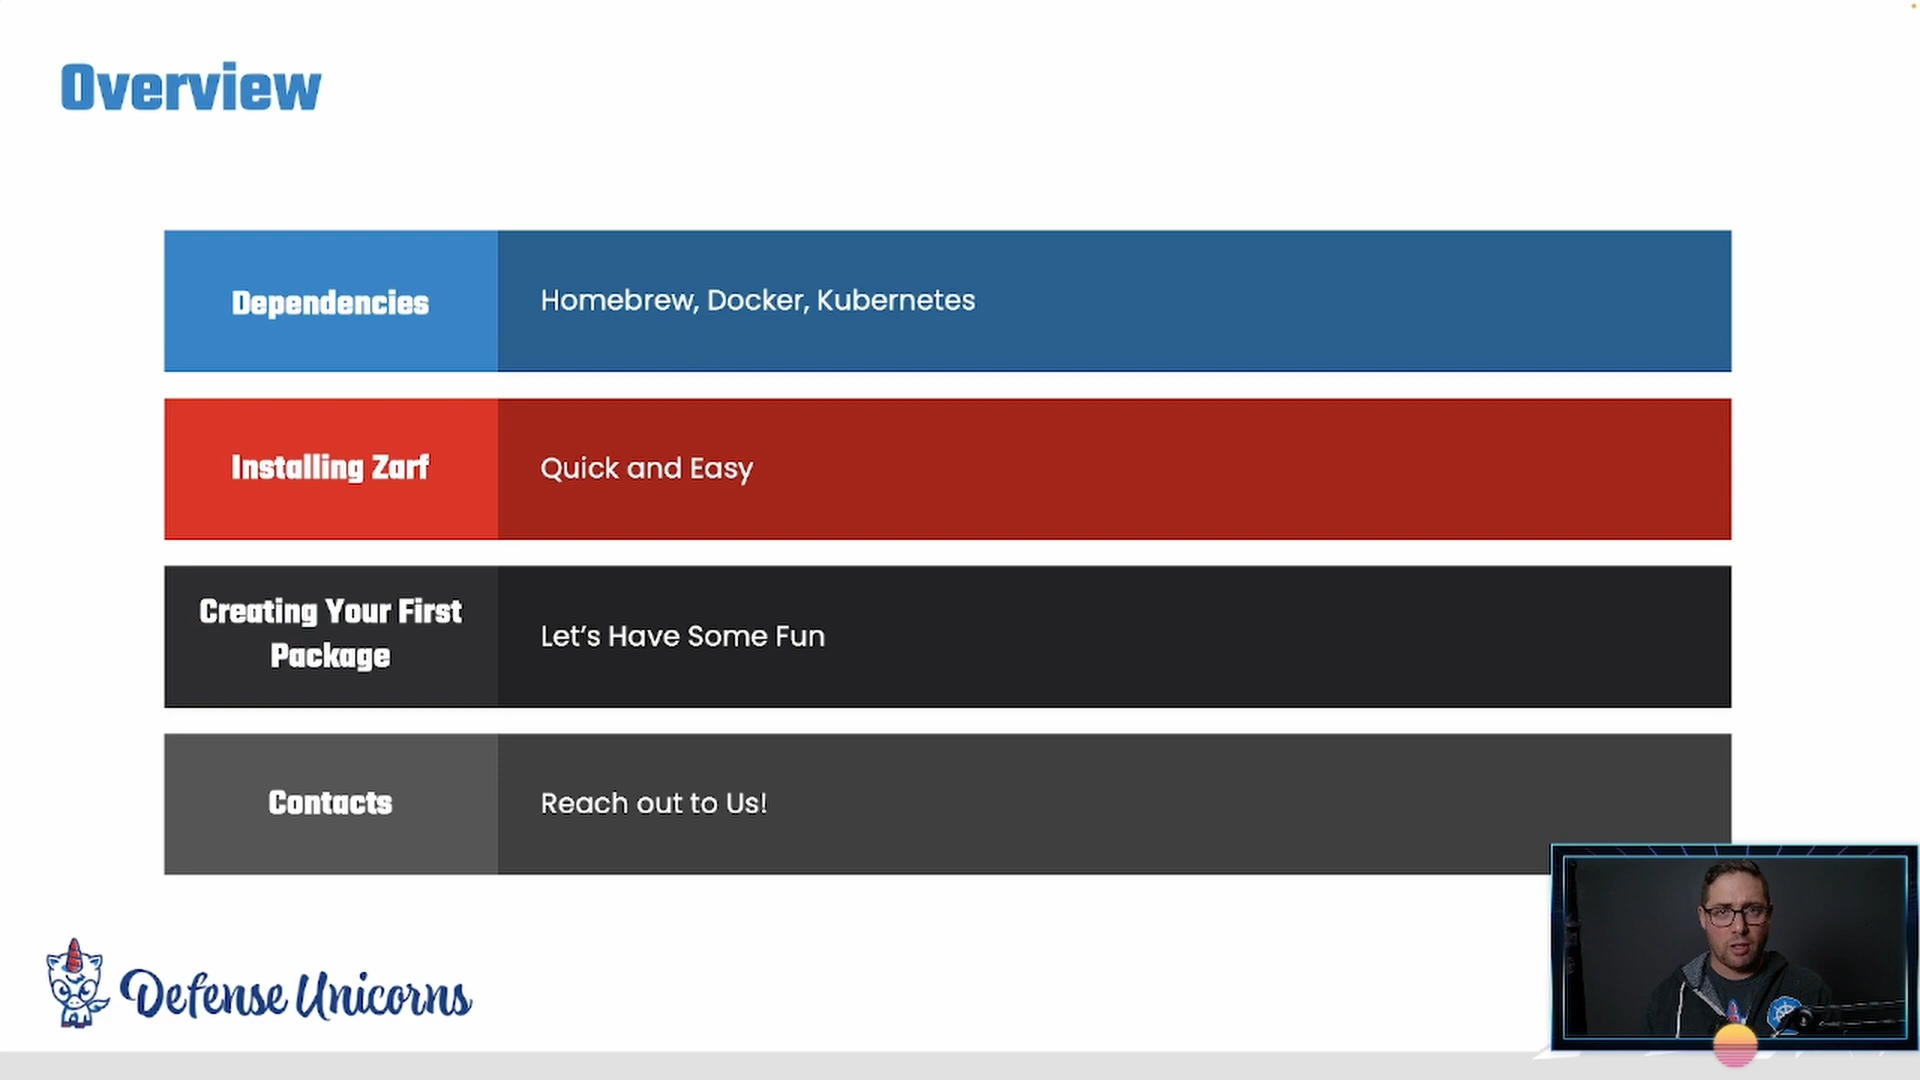 Overview
Dependencies
Homebrew, Docker, Kubernetes
Installing Zarf
Quick and Easy
Creating Your First
Package
Let’s Have Some Fun
Contacts
Reach out to Us!
Defense Unicorns